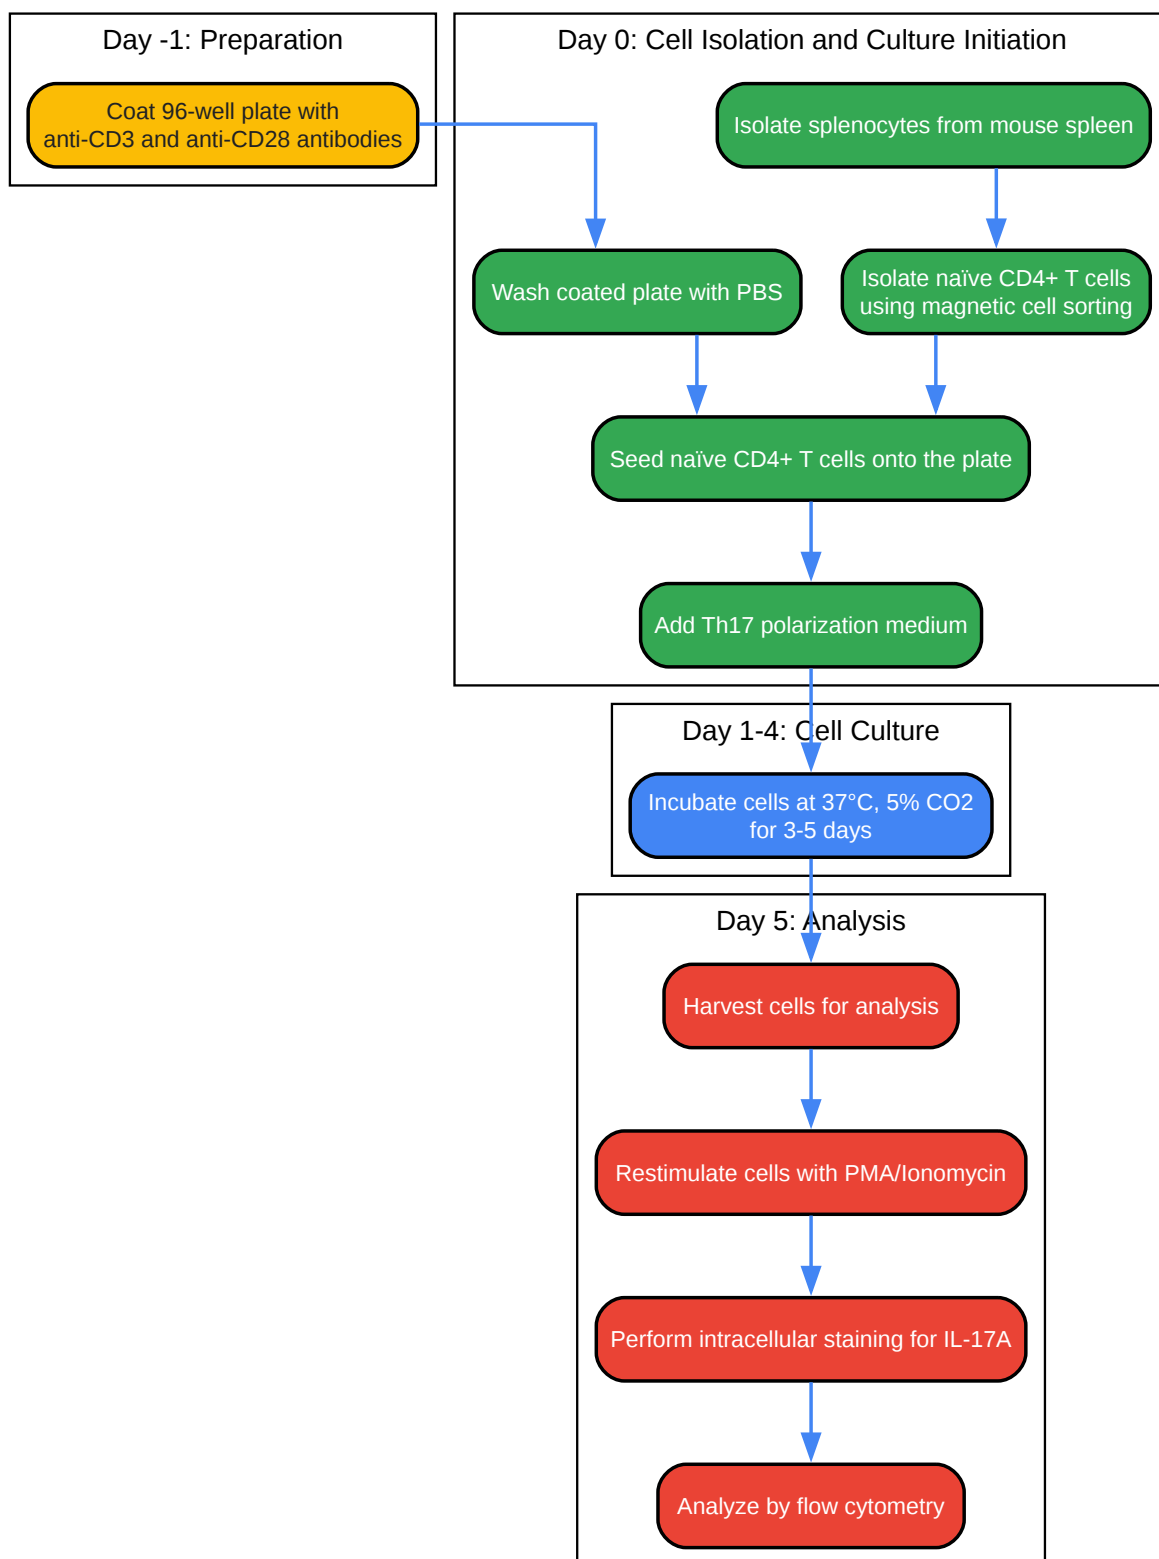 Day -1: Preparation
Coat 96-well plate with
anti-CD3 and anti-CD28 antibodies
Day 0: Cell Isolation and Culture Initiation
Isolate splenocytes from mouse spleen
Wash coated plate with PBS
Isolate naïve CD4+ T cells
using magnetic cell sorting
Seed naïve CD4+ T cells onto the plate
Add Th17 polarization medium
Day 1-4: Cell Culture
Incubate cells at 37°C, 5% CO2
for 3-5 days
Day 5: Analysis
Harvest cells for analysis
Restimulate cells with PMA/Ionomycin
Perform intracellular staining for IL-17A
Analyze by flow cytometry